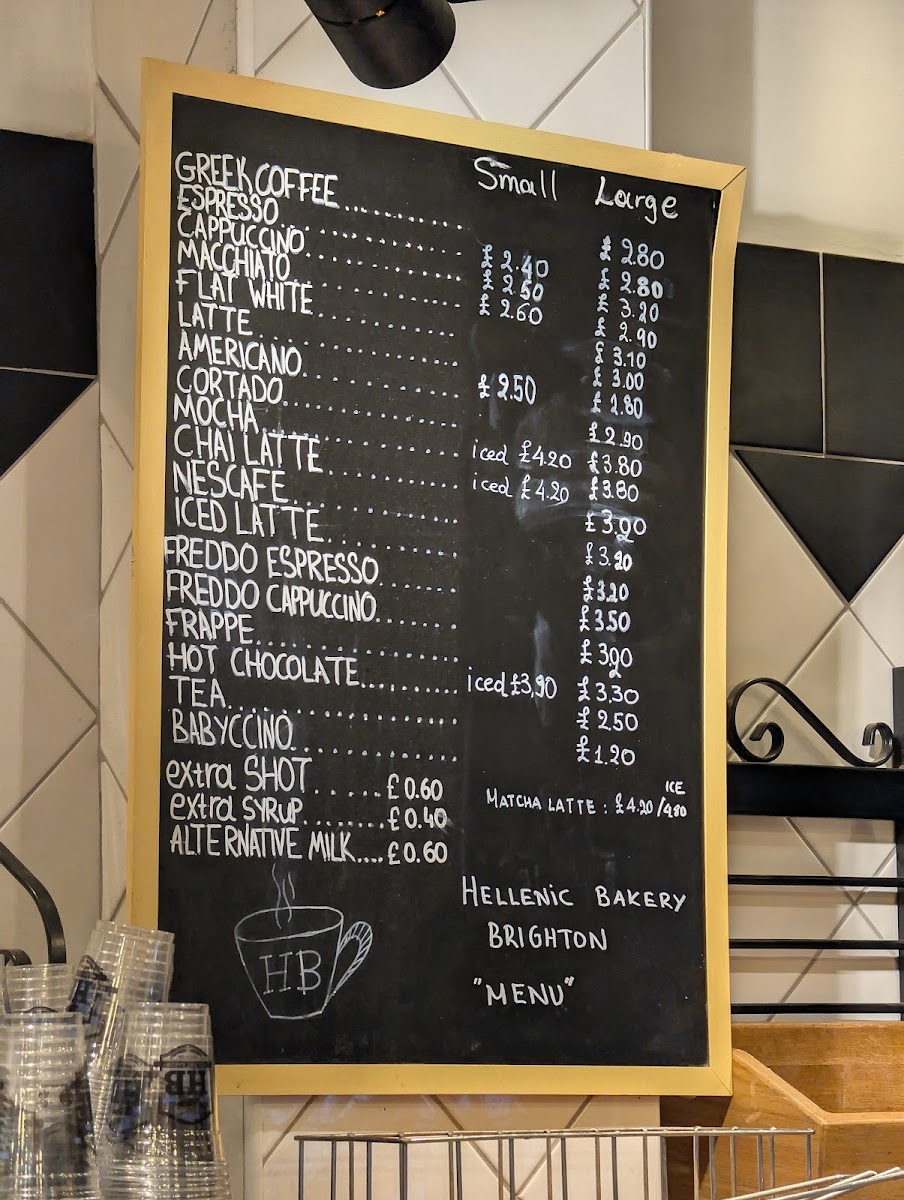 Small Large
GREEK COFFEE............ £2.80
ESPRESSO............ £2.40 £2.80
CAPPUCCINO............ £2.50 £3.20
MACCHIATO............ £2.60 £2.90
FLAT WHITE............ £3.10
LATTE............ £3.00
AMERICANO............ £2.50 £2.80
CORTADO............ £2.90
MOCHA............ iced £4.20 £3.80
CHAI LATTE............ iced £4.20 £3.80
NESCAFE............ £3.20
ICED LATTE............ £3.20
FREDDO ESPRESSO...... £3.20
FREDDO CAPPUCCINO...... £3.50
FRAPPE............ £3.20
HOT CHOCOLATE......... iced £3,90 £3.30
TEA............ £2.50
BABYCCINO............ £1.20
extra SHOT...... £0.60
extra SYRUP........ £0.40
ALTERNATIVE MILK.... £0.60
MATCHA LATTE : £4.20 / ICE 4,80
HELLENIC BAKERY
BRIGHTON
"MENU"
HB
HB